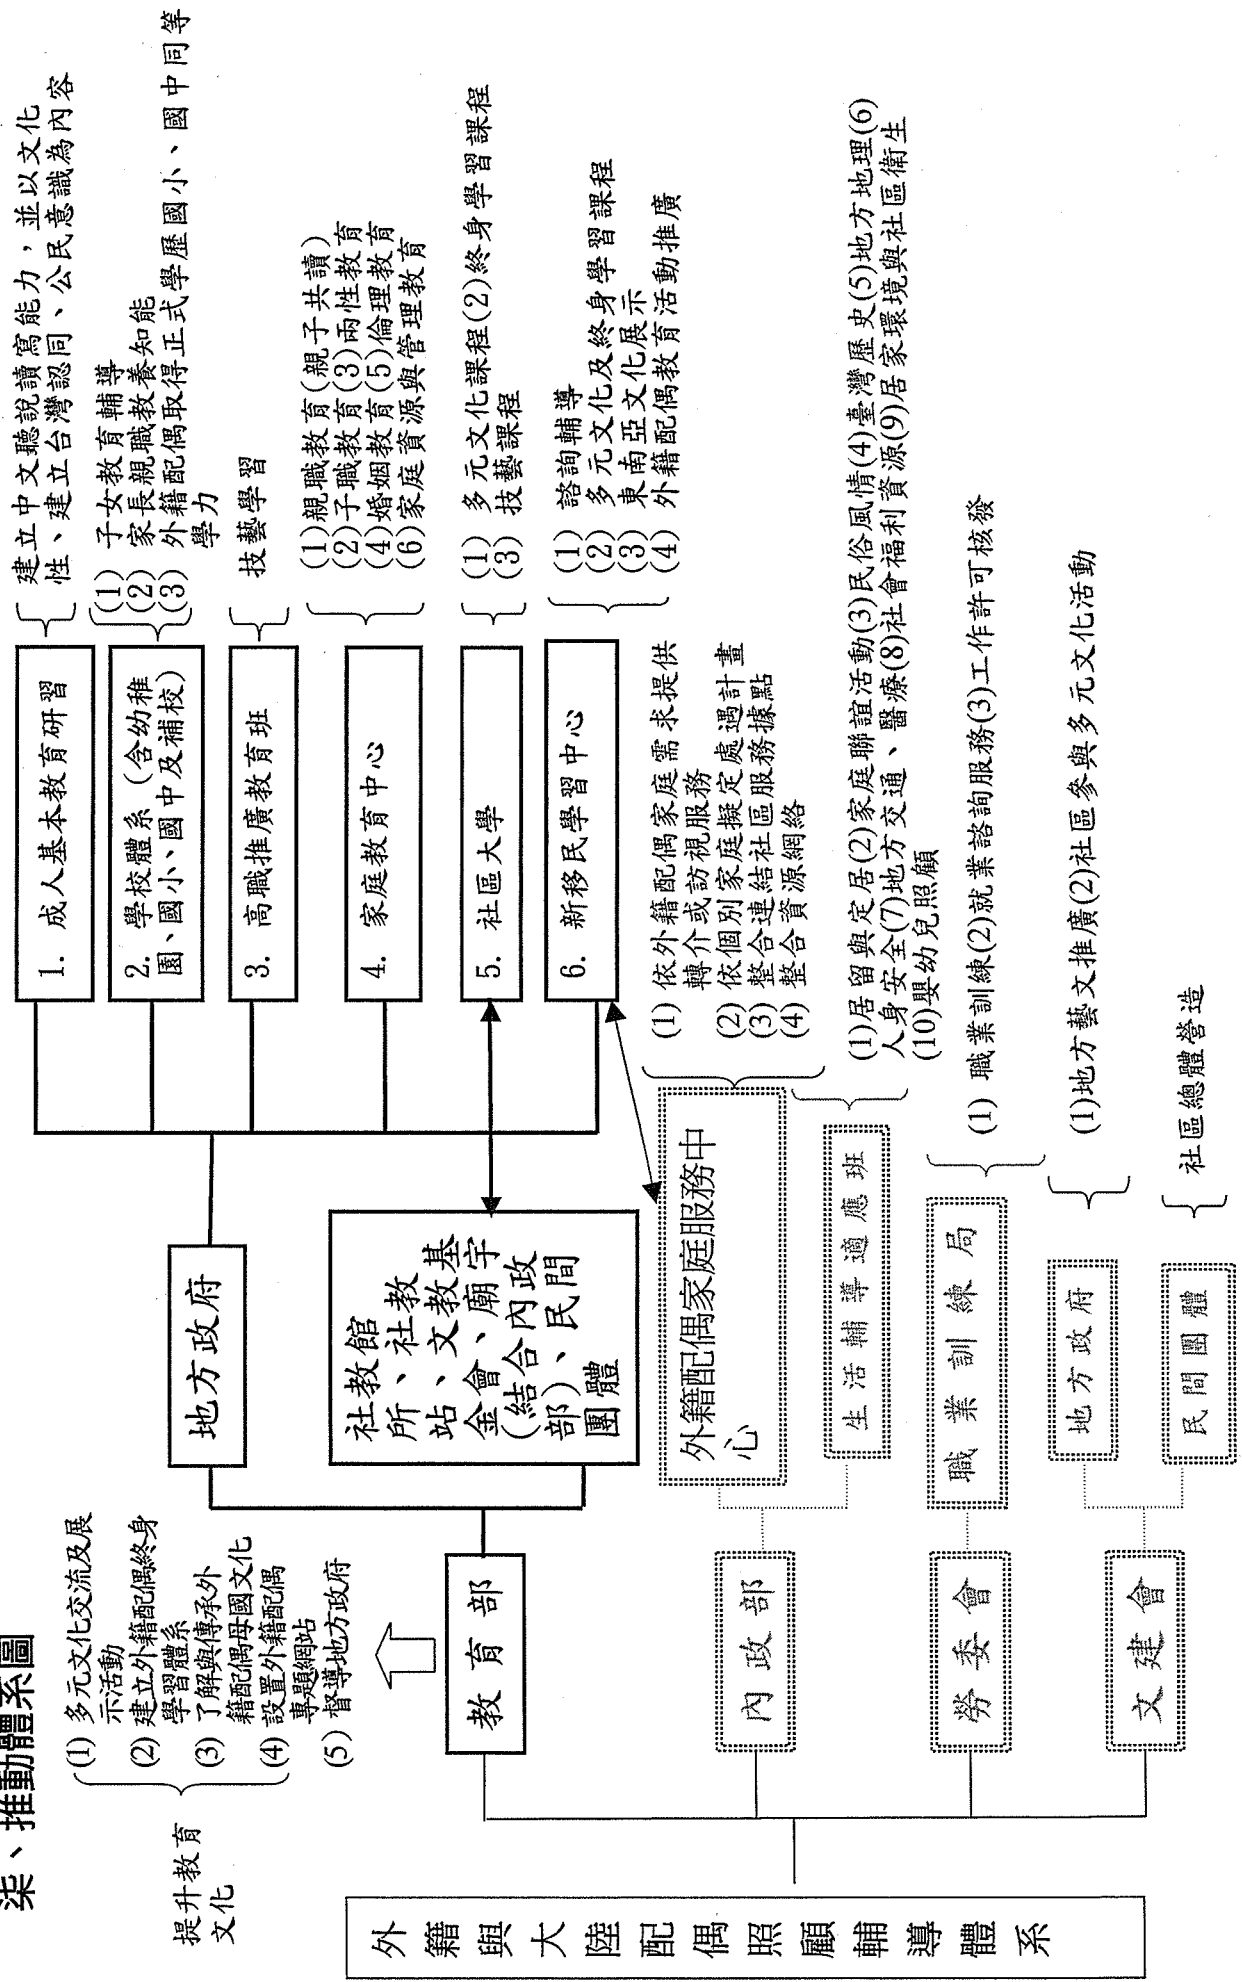 柒、推動體系圖
外籍與大陸配偶照顧輔導體系
提升教育
文化
(1) 多元文化交流及展
示活動
(2) 建立外籍配偶終身
學習體系
(3) 了解與傳承外
籍配偶母國文化
(4) 設置外籍配偶
專題網站
(5) 督導地方政府
教育部
地方政府
1. 成人基本教育研習
建立中文聽說讀寫能力，並以文化
性、建立台灣認同、公民意識為內容
2. 學校體系（含幼稚
園、國小、國中及補校）
(1) 子女教育輔導
(2) 家長親職教養知能
(3) 外籍配偶取得正式學歷國小、國中同等
學力
3. 高職推廣教育班
技藝學習
4. 家庭教育中心
(1)親職教育(親子共讀)
(2)子職教育(3)兩性教育
(4)婚姻教育(5)倫理教育
(6)家庭資源與管理教育
5. 社區大學
(1) 多元文化課程(2)終身學習課程
(3) 技藝課程
6. 新移民學習中心
(1) 諮詢輔導
(2) 多元文化及終身學習課程
(3) 東南亞文化展示
(4) 外籍配偶教育活動推廣
社教館
所、社教
站、文教基
金會、廟宇
(結合內政
部)、民間
團體
內政部
外籍配偶家庭服務中
心
(1) 依外籍配偶家庭需求提供
轉介或訪視服務
(2) 依個別家庭擬定處遇計畫
(3) 整合連結社區服務據點
(4) 整合資源網絡
生活輔導適應班
(1)居留與定居(2)家庭聯誼活動(3)民俗風情(4)臺灣歷史(5)地方地理(6)
人身安全(7)地方交通、醫療(8)社會福利資源(9)居家環境與社區衛生
(10)嬰幼兒照顧
勞委會
職業訓練局
(1) 職業訓練(2)就業諮詢服務(3)工作許可核發
文建會
地方政府
(1)地方藝文推廣(2)社區參與多元文化活動
民間團體
社區總體營造